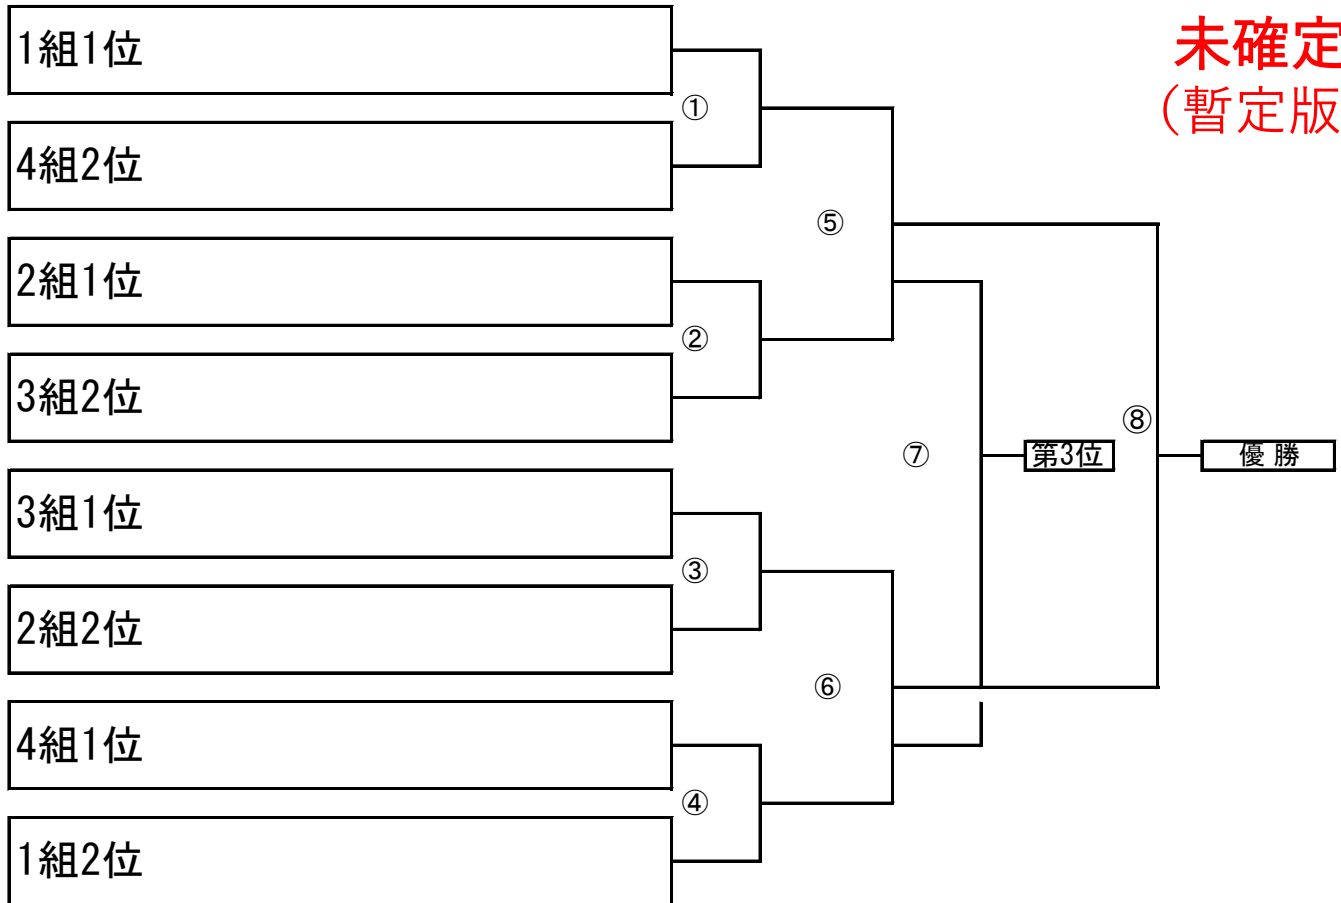 1組1位
未確定
(暫定版
①
4組2位
⑤
2組1位
②
3組2位
⑧
⑦
第3位
優 勝
3組1位
③
2組2位
⑥
4組1位
④
1組2位